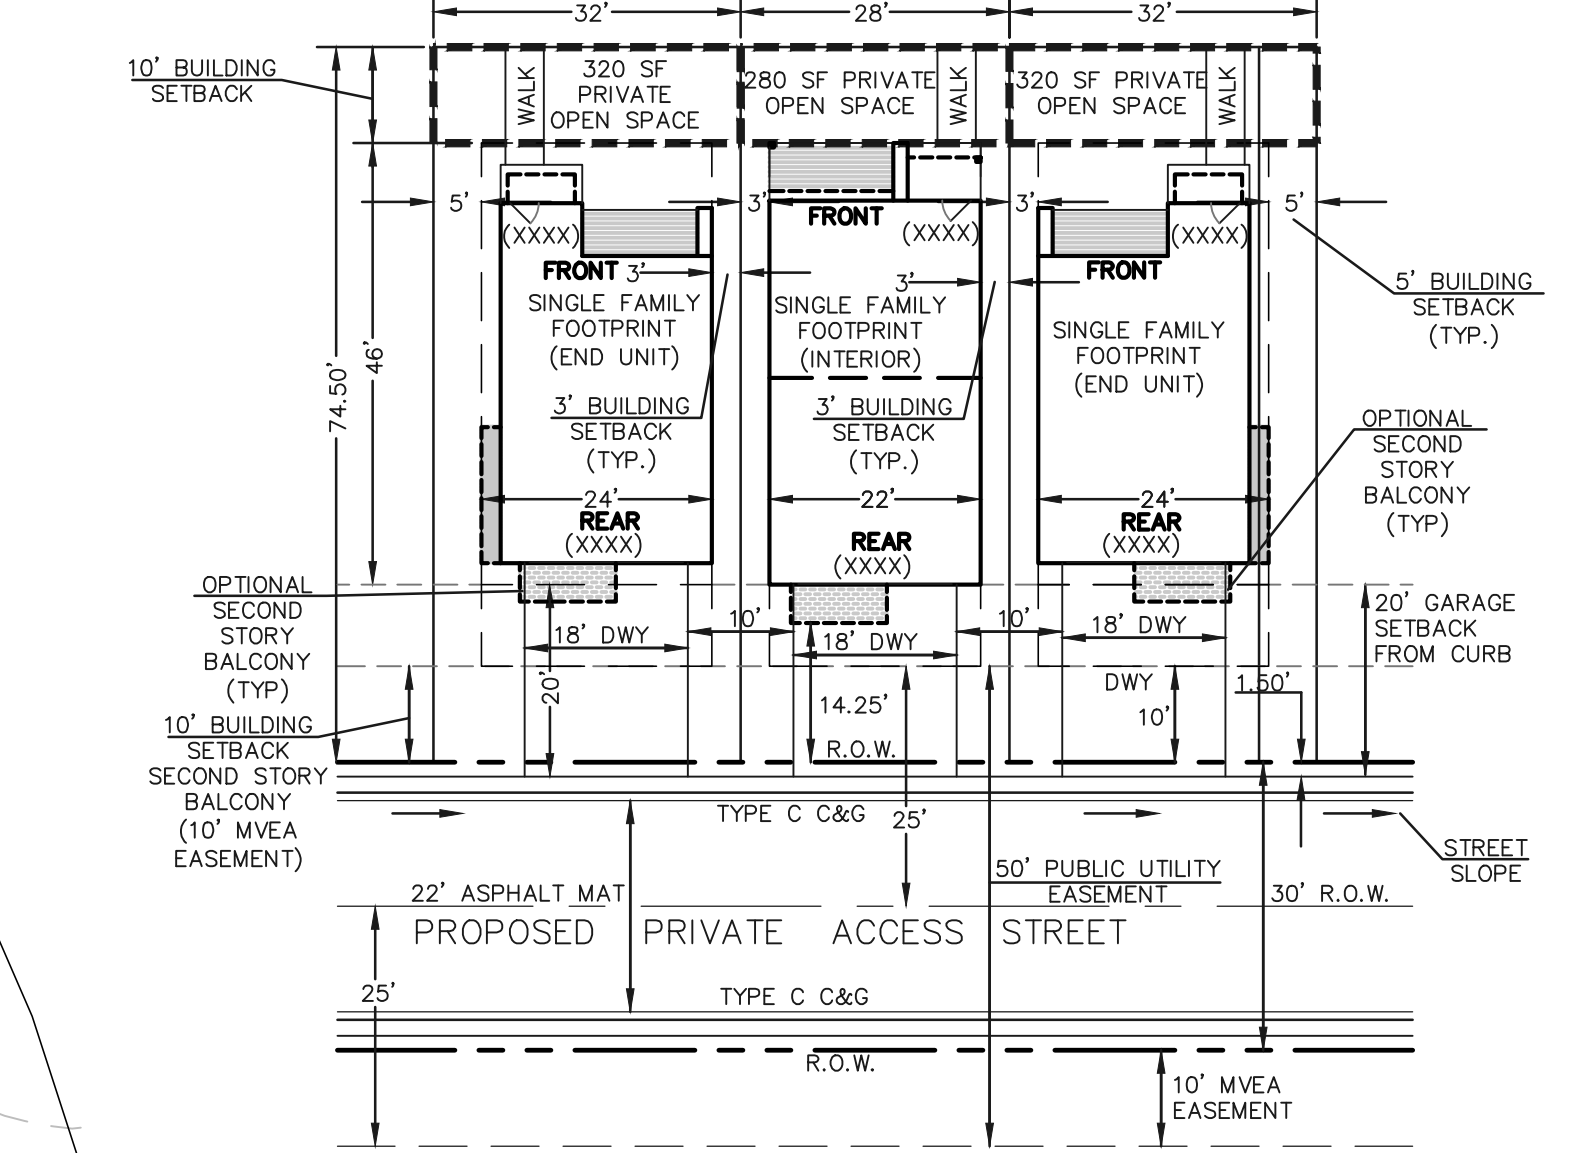 32'
28'
32'
10' BUILDING
SETBACK
WALK
320 SF
PRIVATE
OPEN SPACE
280 SF PRIVATE
OPEN SPACE
WALK
320 SF PRIVATE
OPEN SPACE
WALK
5'
3'
3'
5'
(XXXX)
FRONT
3'
SINGLE FAMILY
FOOTPRINT
(END UNIT)
3' BUILDING
SETBACK
(TYP.)
24'
REAR
(XXXX)
FRONT
(XXXX)
3'
SINGLE FAMILY
FOOTPRINT
(INTERIOR)
3' BUILDING
SETBACK
(TYP.)
22'
REAR
(XXXX)
(XXXX)
FRONT
SINGLE FAMILY
FOOTPRINT
(END UNIT)
24'
REAR
(XXXX)
5' BUILDING
SETBACK
(TYP.)
OPTIONAL
SECOND
STORY
BALCONY
(TYP)
74.50'
46'
OPTIONAL
SECOND
STORY
BALCONY
(TYP)
10' BUILDING
SETBACK
SECOND STORY
BALCONY
(10' MVEA
EASEMENT)
18' DWY
20'
10'
18' DWY
14.25'
R.O.W.
10'
18' DWY
DWY
10'
1.50'
20' GARAGE
SETBACK
FROM CURB
TYPE C C&G
25'
STREET
SLOPE
50' PUBLIC UTILITY
EASEMENT
30' R.O.W.
22' ASPHALT MAT
PROPOSED PRIVATE ACCESS STREET
25'
TYPE C C&G
R.O.W.
10' MVEA
EASEMENT